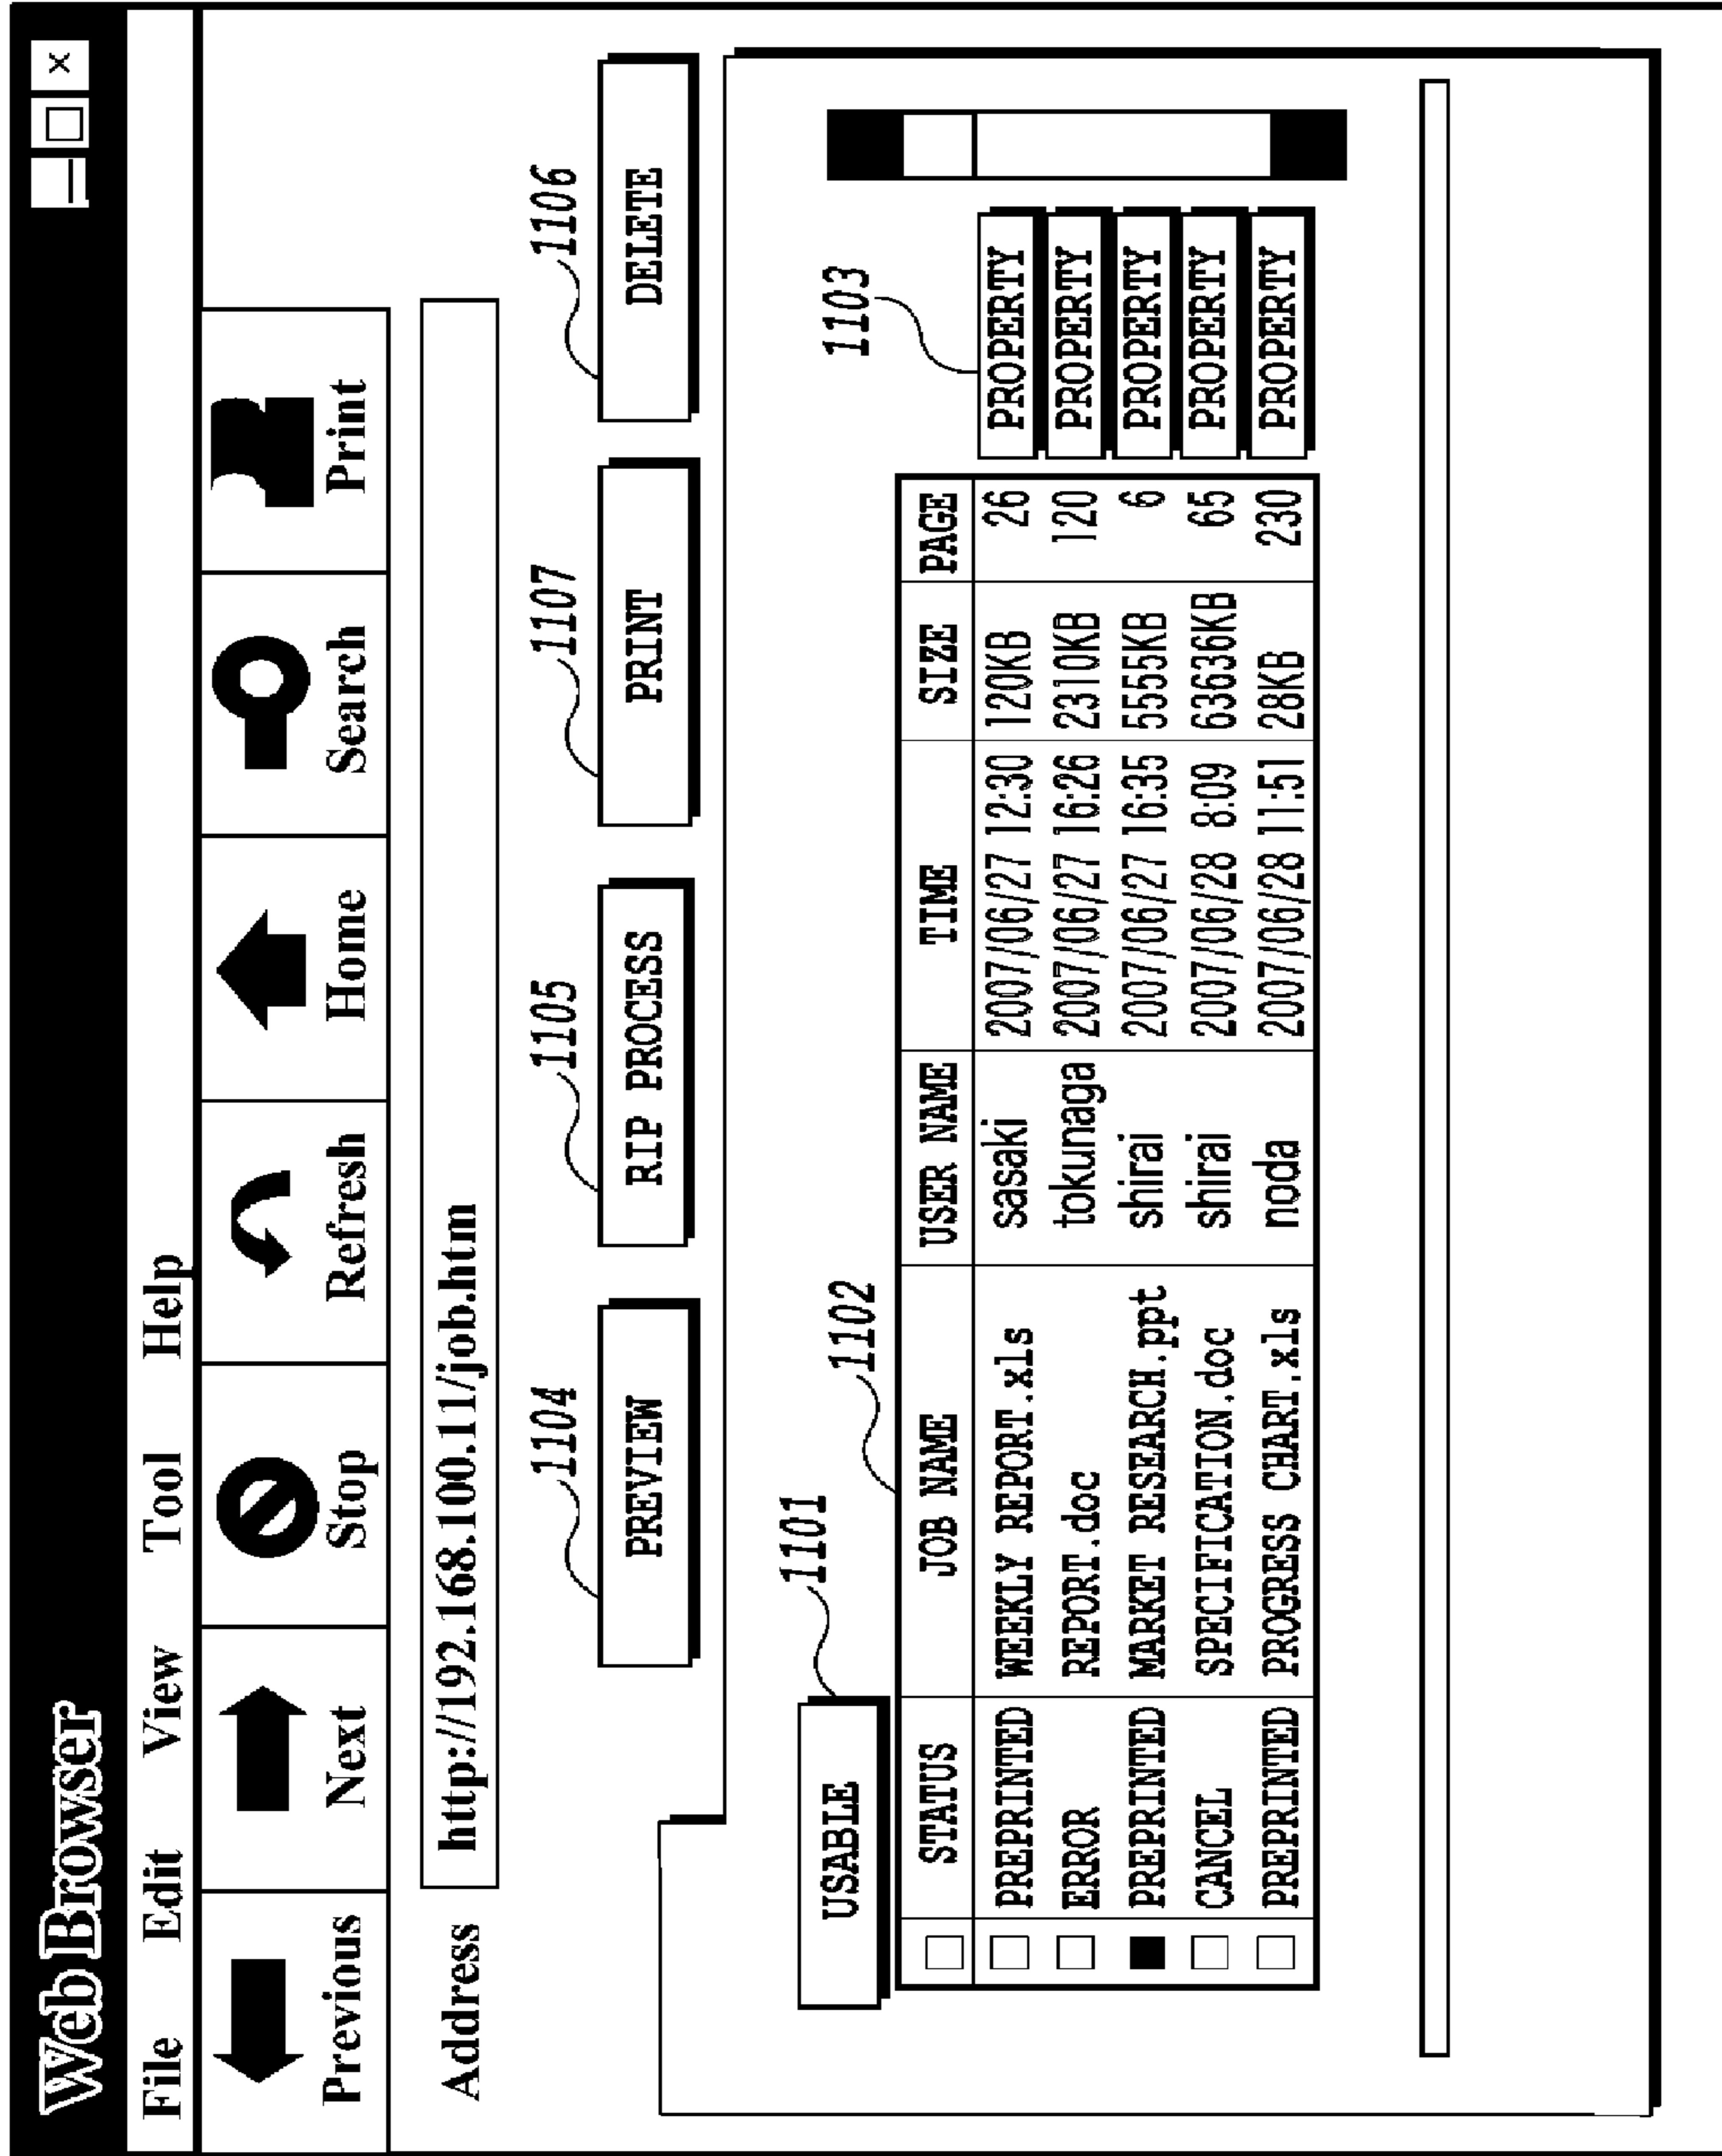 Web Browser
×
File Edit View Tool Help
Previous Next Stop Refresh Home Search Print
Address http://192.168.100.11/job.htm
1104 1105 1107 1106
PREVIEW RIP PROCESS PRINT DELETE
1101 1102 1103
USABLE
STATUS JOB NAME USER NAME TIME SIZE PAGE
PREPRINTED WEEKLY REPORT.xls sasaki 2007/06/27 12:30 120KB 26 PROPERTY
ERROR REPORT.doc tokunaga 2007/06/27 16:26 2310KB 120 PROPERTY
PREPRINTED MARKET RESEARCH.ppt shirai 2007/06/27 16:35 5555KB 6 PROPERTY
CANCEL SPECIFICATION.doc shirai 2007/06/28 8:09 63636KB 65 PROPERTY
PREPRINTED PROGRESS CHART.xls noda 2007/06/28 11:51 28KB 230 PROPERTY